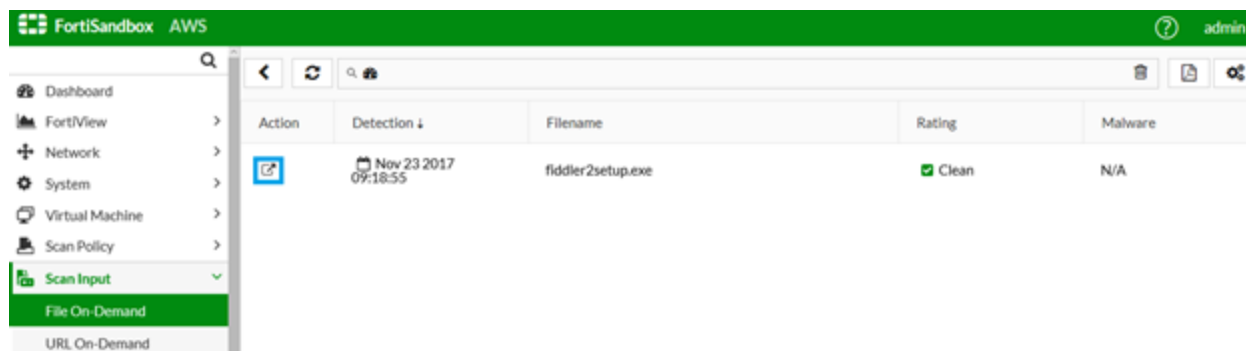 FortiSandbox AWS
admin
Dashboard
FortiView
Network
System
Virtual Machine
Scan Policy
Scan Input
File On-Demand
URL On-Demand
Action Detection Filename Rating Malware
Nov 23 2017
09:18:55
fiddler2setup.exe Clean N/A